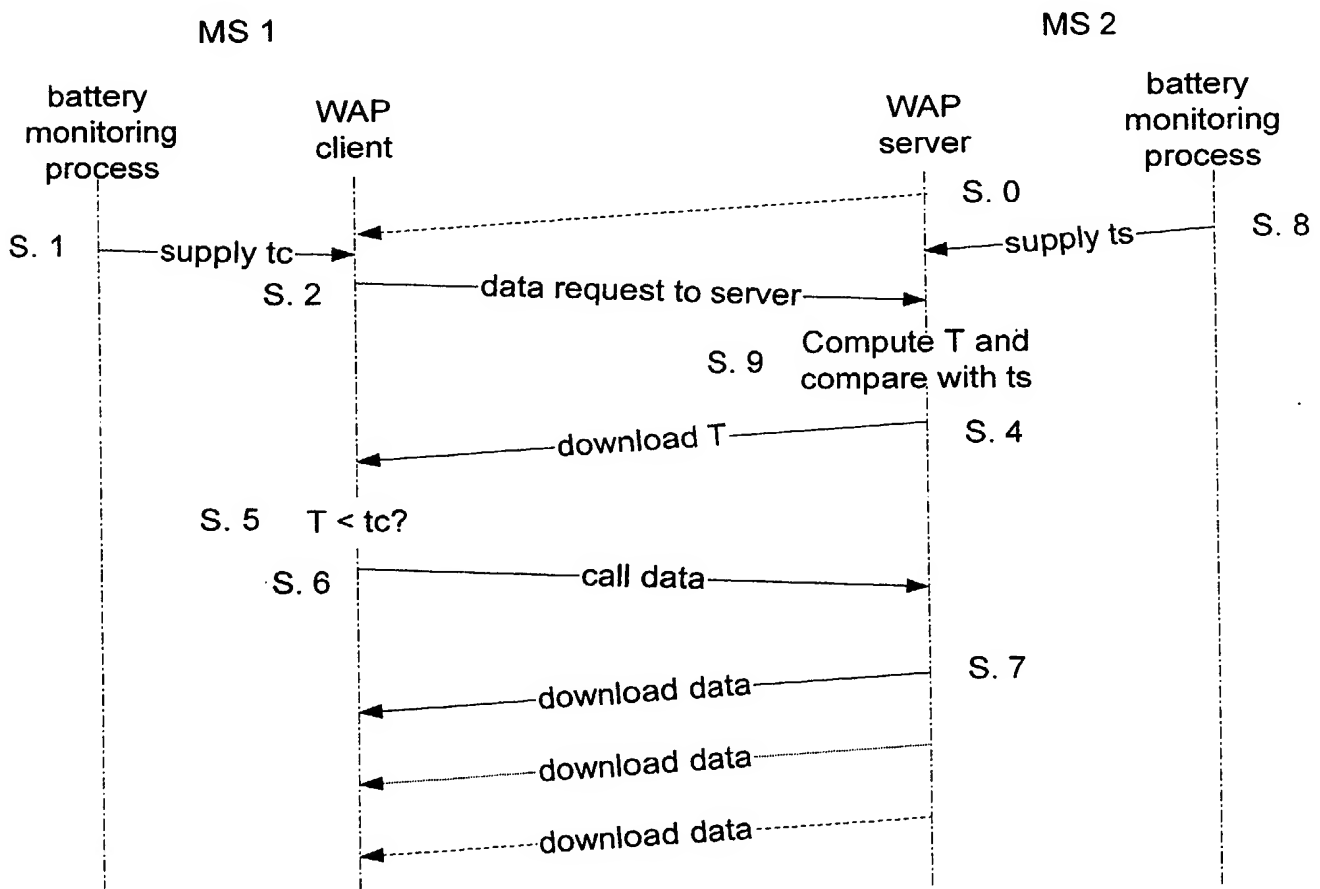 MS 1
MS 2
battery
monitoring
process
WAP
client
WAP
server
battery
monitoring
process
S. 0
S. 1
supply tc
supply ts
S. 8
S. 2
data request to server
S. 9
Compute T and
compare with ts
download T
S. 4
S. 5
T < tc?
S. 6
call data
S. 7
download data
download data
download data